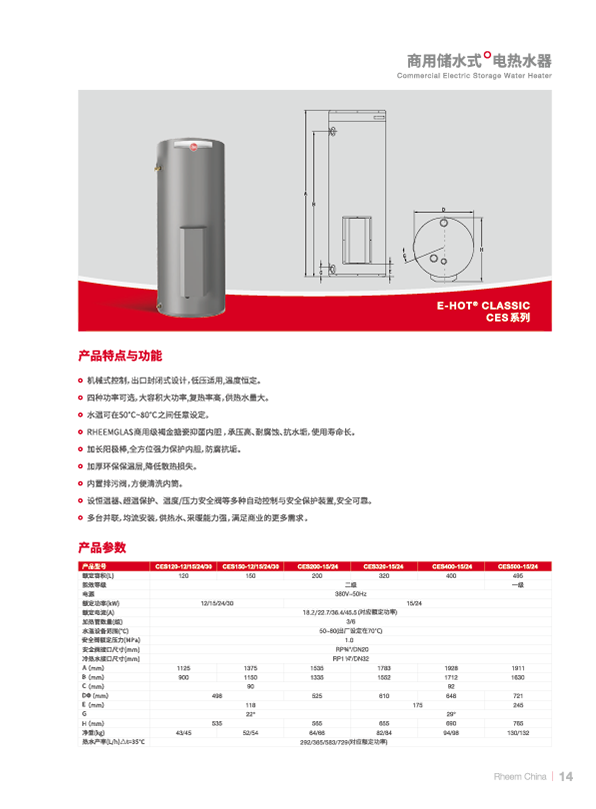 商用储水式电热水器
Commercial Electric Storage Water Heater
A
H
G
D
H
G
E-HOT® CLASSIC
CES系列
产品特点与功能
机械式控制，出口封闭式设计，低压适用，温度恒定。
四种功率可选，大容积大功率，复热率高，供热水量大。
水温可在50°C~80°C之间任意设定。
RHEEMGLAS商用级褐金搪瓷抑菌内胆，承压高、耐腐蚀、抗水垢，使用寿命长。
加长阳极棒，全方位强力保护内胆，防腐抗垢。
加厚环保保温层，降低散热损失。
内置排污阀，方便清洗内筒。
设恒温器、超温保护、温度/压力安全阀等多种自动控制与安全保护装置，安全可靠。
多台并联，均流安装，供热水、采暖能力强，满足商业的更多需求。
产品参数
产品型号 CES120-12/15/24/30 CES150-12/15/24/30 CES200-15/24 CES320-15/24 CES400-15/24 CES500-15/24
额定容积(L) 120 150 200 320 400 495
能效等级 二级 一级
电源 380V~50Hz
额定功率(kW) 12/15/24/30 15/24
额定电流(A) 18.2/22.7/36.4/45.5 (对应额定功率)
加热管数量(组) 3/6
水温设备范围(°C) 50~80(出厂设定在70°C)
安全阀额定压力(MPa) 1.0
安全阀接口尺寸(mm) RP¾"/DN20
冷热水接口尺寸(mm) RP1¼"/DN32
A (mm) 1125 1375 1535 1783 1928 1911
B (mm) 900 1150 1335 1552 1712 1630
C (mm) 90 92
DΦ (mm) 498 525 610 648 721
E (mm) 118 175 245
G 22° 29°
H (mm) 535 565 655 690 765
净重(kg) 43/45 52/54 64/66 82/84 94/98 130/132
热水产率(L/h)△t=35°C 292/365/583/729(对应额定功率)
Rheem China | 14